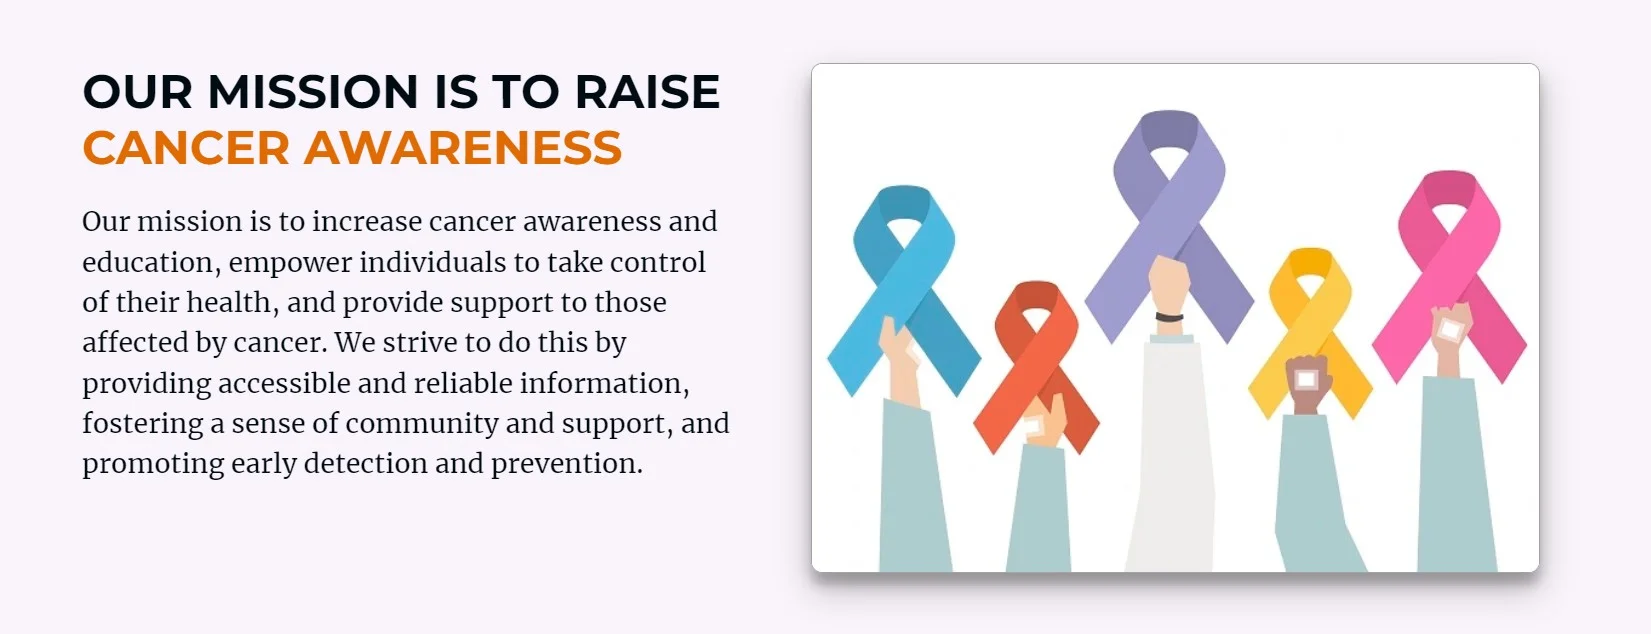 OUR MISSION IS TO RAISE
CANCER AWARENESS
Our mission is to increase cancer awareness and
education, empower individuals to take control
of their health, and provide support to those
affected by cancer. We strive to do this by
providing accessible and reliable information,
fostering a sense of community and support, and
promoting early detection and prevention.